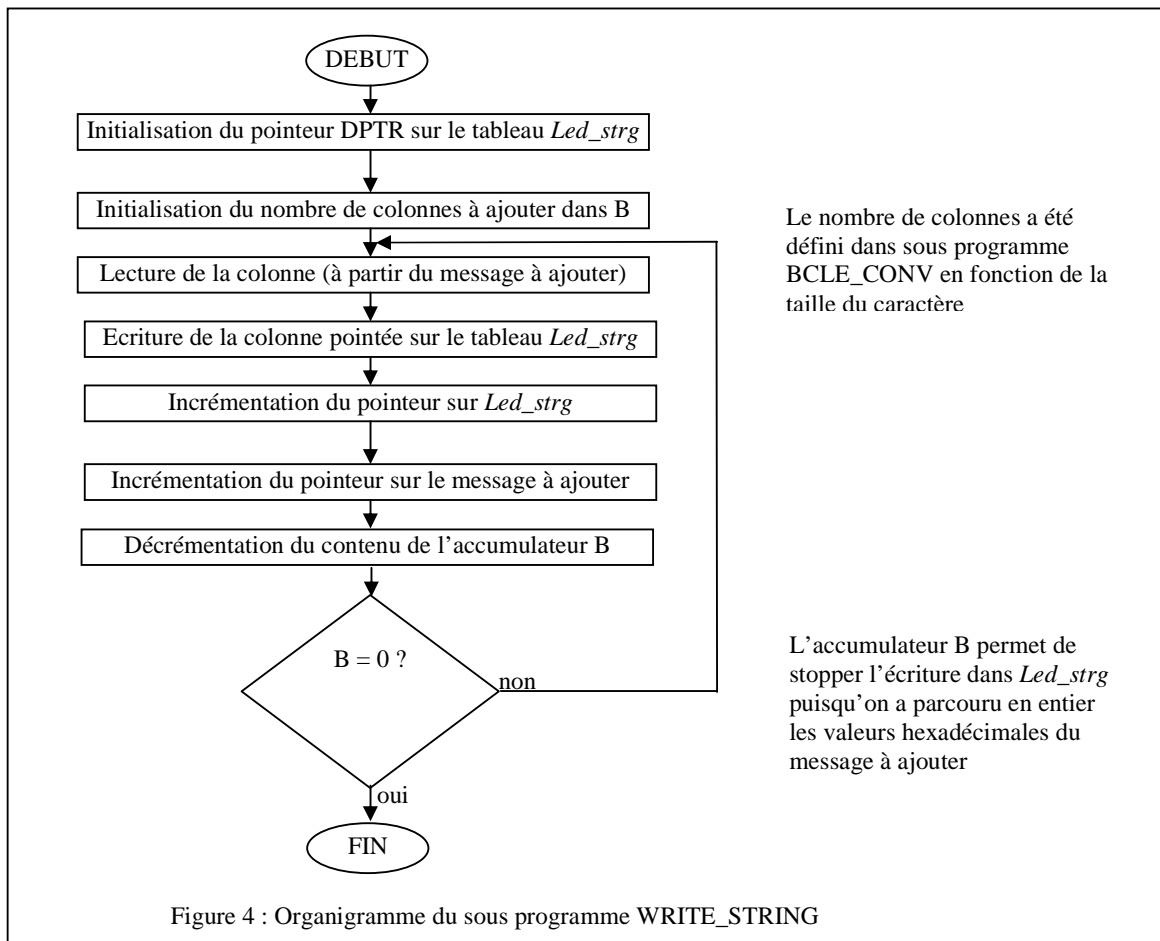 DEBUT
Initialisation du pointeur DPTR sur le tableau Led_strg
Initialisation du nombre de colonnes à ajouter dans B
Lecture de la colonne (à partir du message à ajouter)
Ecriture de la colonne pointée sur le tableau Led_strg
Incrémentation du pointeur sur Led_strg
Incrémentation du pointeur sur le message à ajouter
Décrémentation du contenu de l'accumulateur B
B = 0 ?
non
oui
FIN
Le nombre de colonnes a été
défini dans sous programme
BCLE_CONV en fonction de la
taille du caractère
L'accumulateur B permet de
stopper l'écriture dans Led_strg
puisqu'on a parcouru en entier
les valeurs hexadécimales du
message à ajouter
Figure 4 : Organigramme du sous programme WRITE_STRING